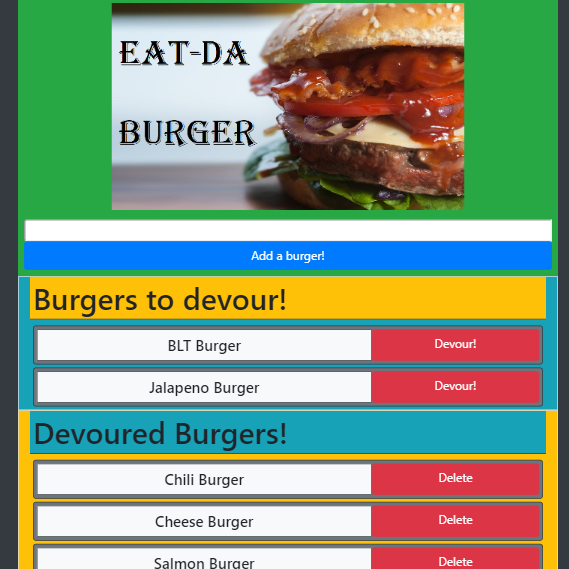 EAT-DA
BURGER
Add a burger!
Burgers to devour!
BLT Burger Devour!
Jalapeno Burger Devour!
Devoured Burgers!
Chili Burger Delete
Cheese Burger Delete
Salmon Burger Delete